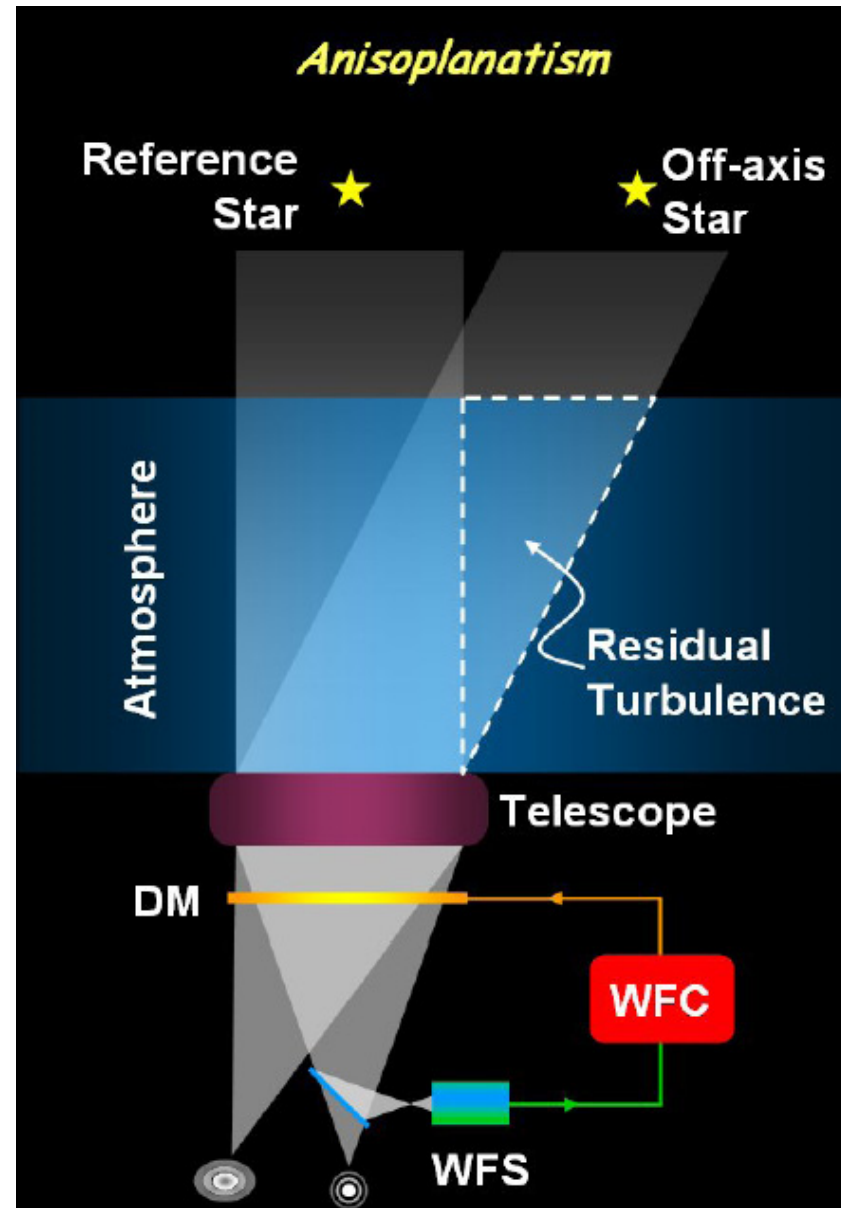 Anisoplanatism
Reference
Star
Off-axis
Star
Atmosphere
Residual
Turbulence
Telescope
DM
WFC
WFS